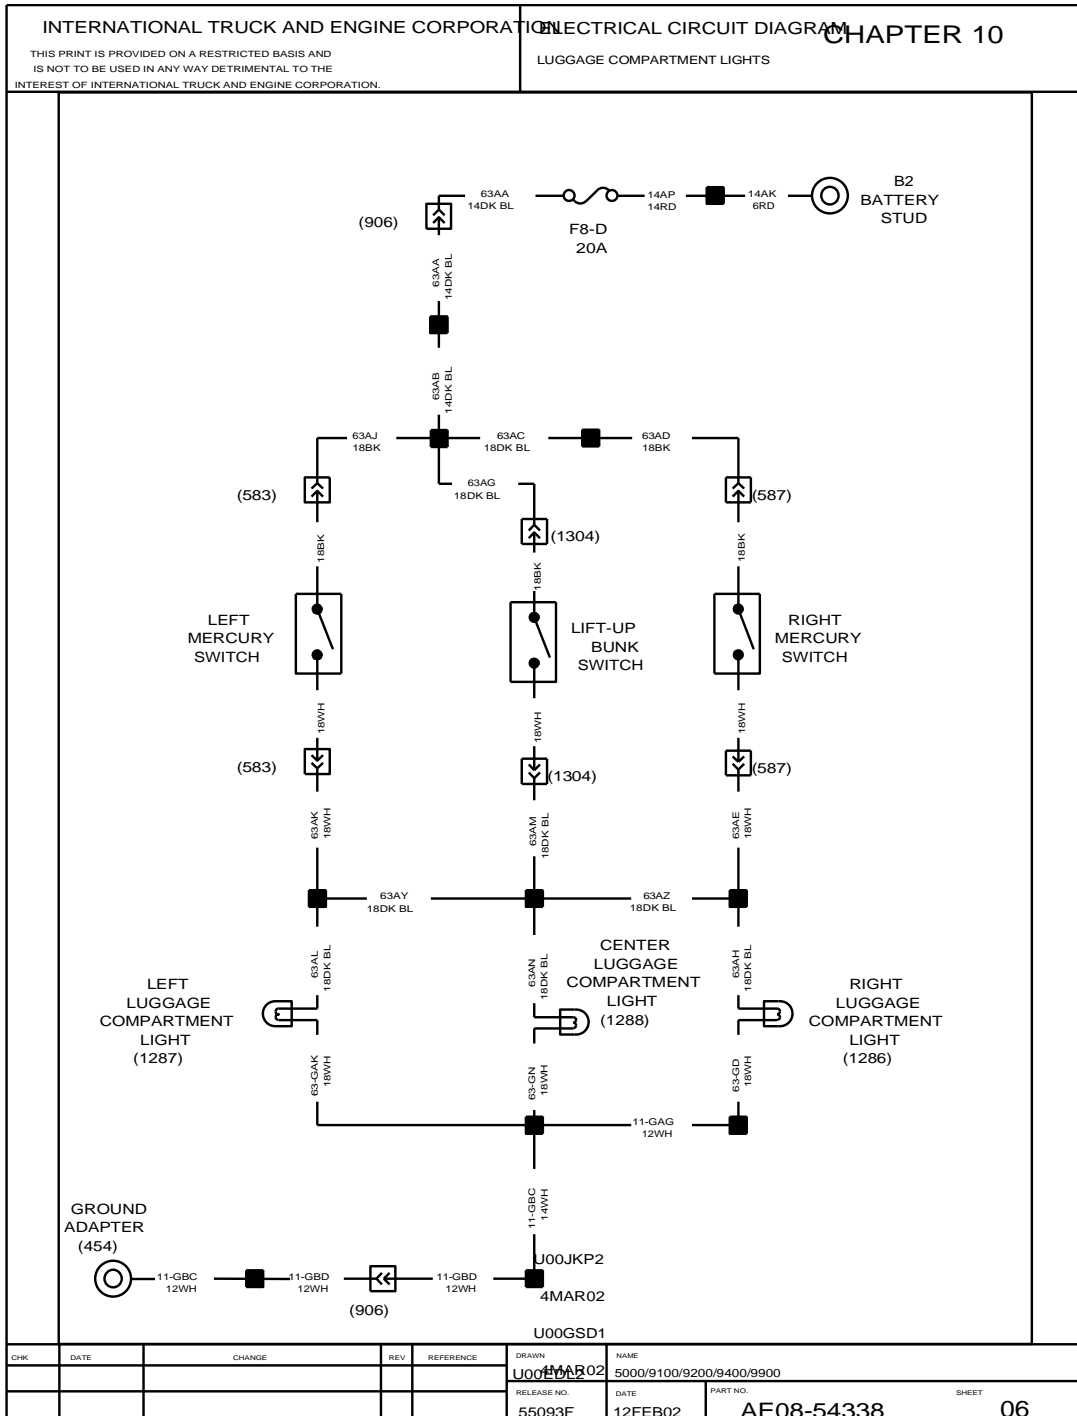 INTERNATIONAL TRUCK AND ENGINE CORPORATION
THIS PRINT IS PROVIDED ON A RESTRICTED BASIS AND
IS NOT TO BE USED IN ANY WAY DETRIMENTAL TO THE
INTEREST OF INTERNATIONAL TRUCK AND ENGINE CORPORATION.
ELECTRICAL CIRCUIT DIAGRAM
LUGGAGE COMPARTMENT LIGHTS
CHAPTER 10
63AA
14DK BL
14AP
14RD
14AK
6RD
B2
BATTERY
STUD
(906)
F8-D
20A
63AA
14DK BL
63AB
14DK BL
63AJ
18BK
63AC
18DK BL
63AD
18BK
63AG
18DK BL
(583)
(587)
(1304)
18BK
18BK
18BK
LEFT
MERCURY
SWITCH
LIFT-UP
BUNK
SWITCH
RIGHT
MERCURY
SWITCH
18WH
18WH
18WH
(583)
(1304)
(587)
63AK
18WH
63AM
18DK BL
63AE
18WH
63AY
18DK BL
63AZ
18DK BL
63AL
18DK BL
63AN
18DK BL
63AH
18DK BL
LEFT
LUGGAGE
COMPARTMENT
LIGHT
(1287)
CENTER
LUGGAGE
COMPARTMENT
LIGHT
(1288)
RIGHT
LUGGAGE
COMPARTMENT
LIGHT
(1286)
63-GAK
18WH
63-GN
18WH
63-GD
18WH
11-GAG
12WH
11-GBC
14WH
GROUND
ADAPTER
(454)
11-GBC
12WH
11-GBD
12WH
11-GBD
12WH
(906)
U00JKP2
4MAR02
U00GSD1
4MAR02
CHK
DATE
CHANGE
REV
REFERENCE
DRAWN
U00EDL2
NAME
5000/9100/9200/9400/9900
RELEASE NO.
55093F
DATE
12FEB02
PART NO.
AE08-54338
SHEET
06